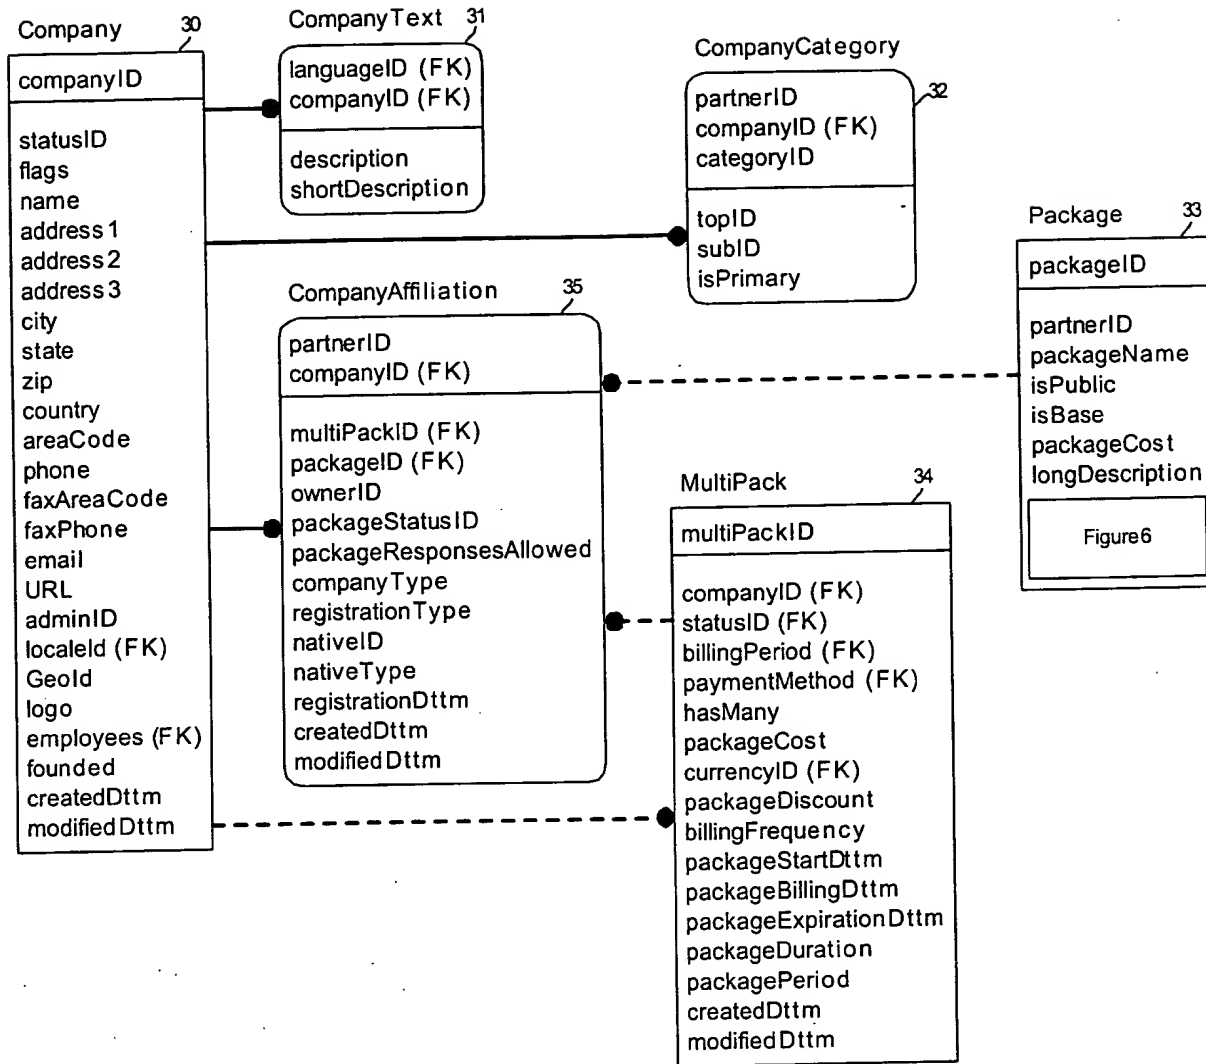 Company 30
companyID
statusID
flags
name
address1
address2
address3
city
state
zip
country
areaCode
phone
faxAreaCode
faxPhone
email
URL
adminID
localeId (FK)
GeoId
logo
employees (FK)
founded
createdDttm
modifiedDttm
CompanyText 31
languageID (FK)
companyID (FK)
description
shortDescription
CompanyCategory
32
partnerID
companyID (FK)
categoryID
topID
subID
isPrimary
CompanyAffiliation 35
partnerID
companyID (FK)
multiPackID (FK)
packageID (FK)
ownerID
packageStatusID
packageResponsesAllowed
companyType
registrationType
nativeID
nativeType
registrationDttm
createdDttm
modifiedDttm
Package 33
packageID
partnerID
packageName
isPublic
isBase
packageCost
longDescription
Figure6
MultiPack 34
multiPackID
companyID (FK)
statusID (FK)
billingPeriod (FK)
paymentMethod (FK)
hasMany
packageCost
currencyID (FK)
packageDiscount
billingFrequency
packageStartDttm
packageBillingDttm
packageExpirationDttm
packageDuration
packagePeriod
createdDttm
modifiedDttm